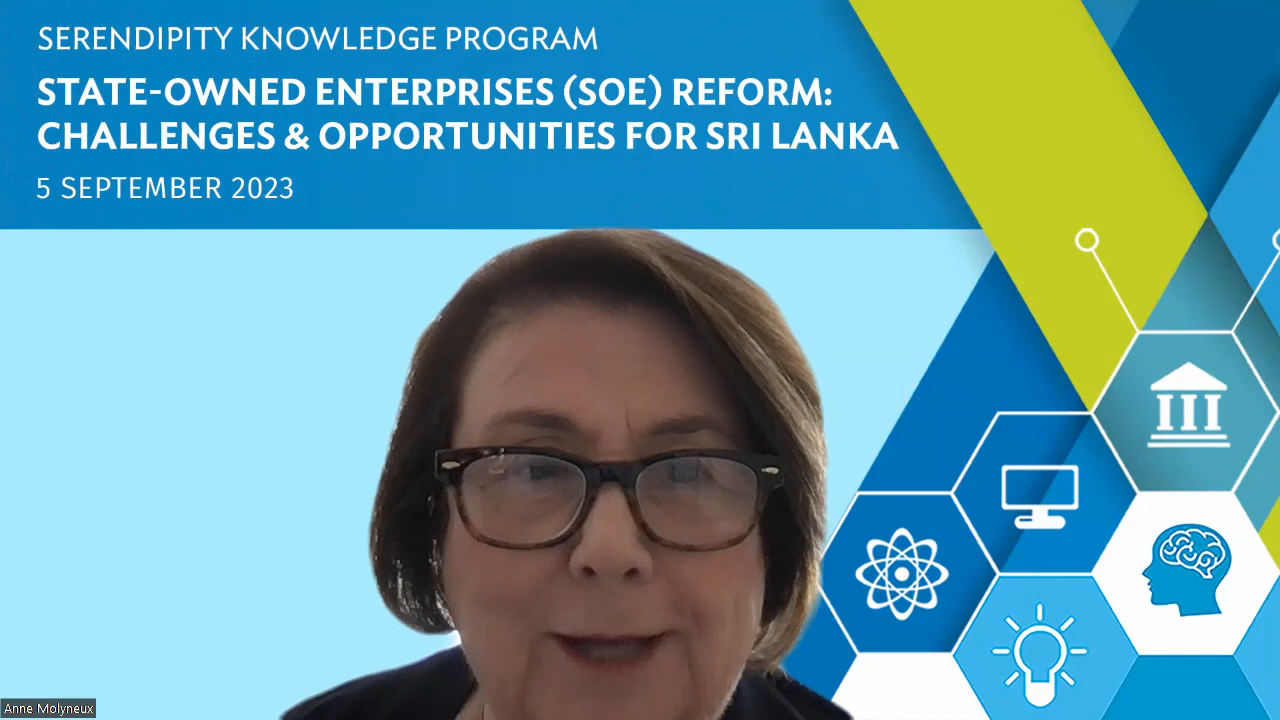 SERENDIPITY KNOWLEDGE PROGRAM
STATE-OWNED ENTERPRISES (SOE) REFORM:
CHALLENGES & OPPORTUNITIES FOR SRI LANKA
5 SEPTEMBER 2023
Anne Molyneux